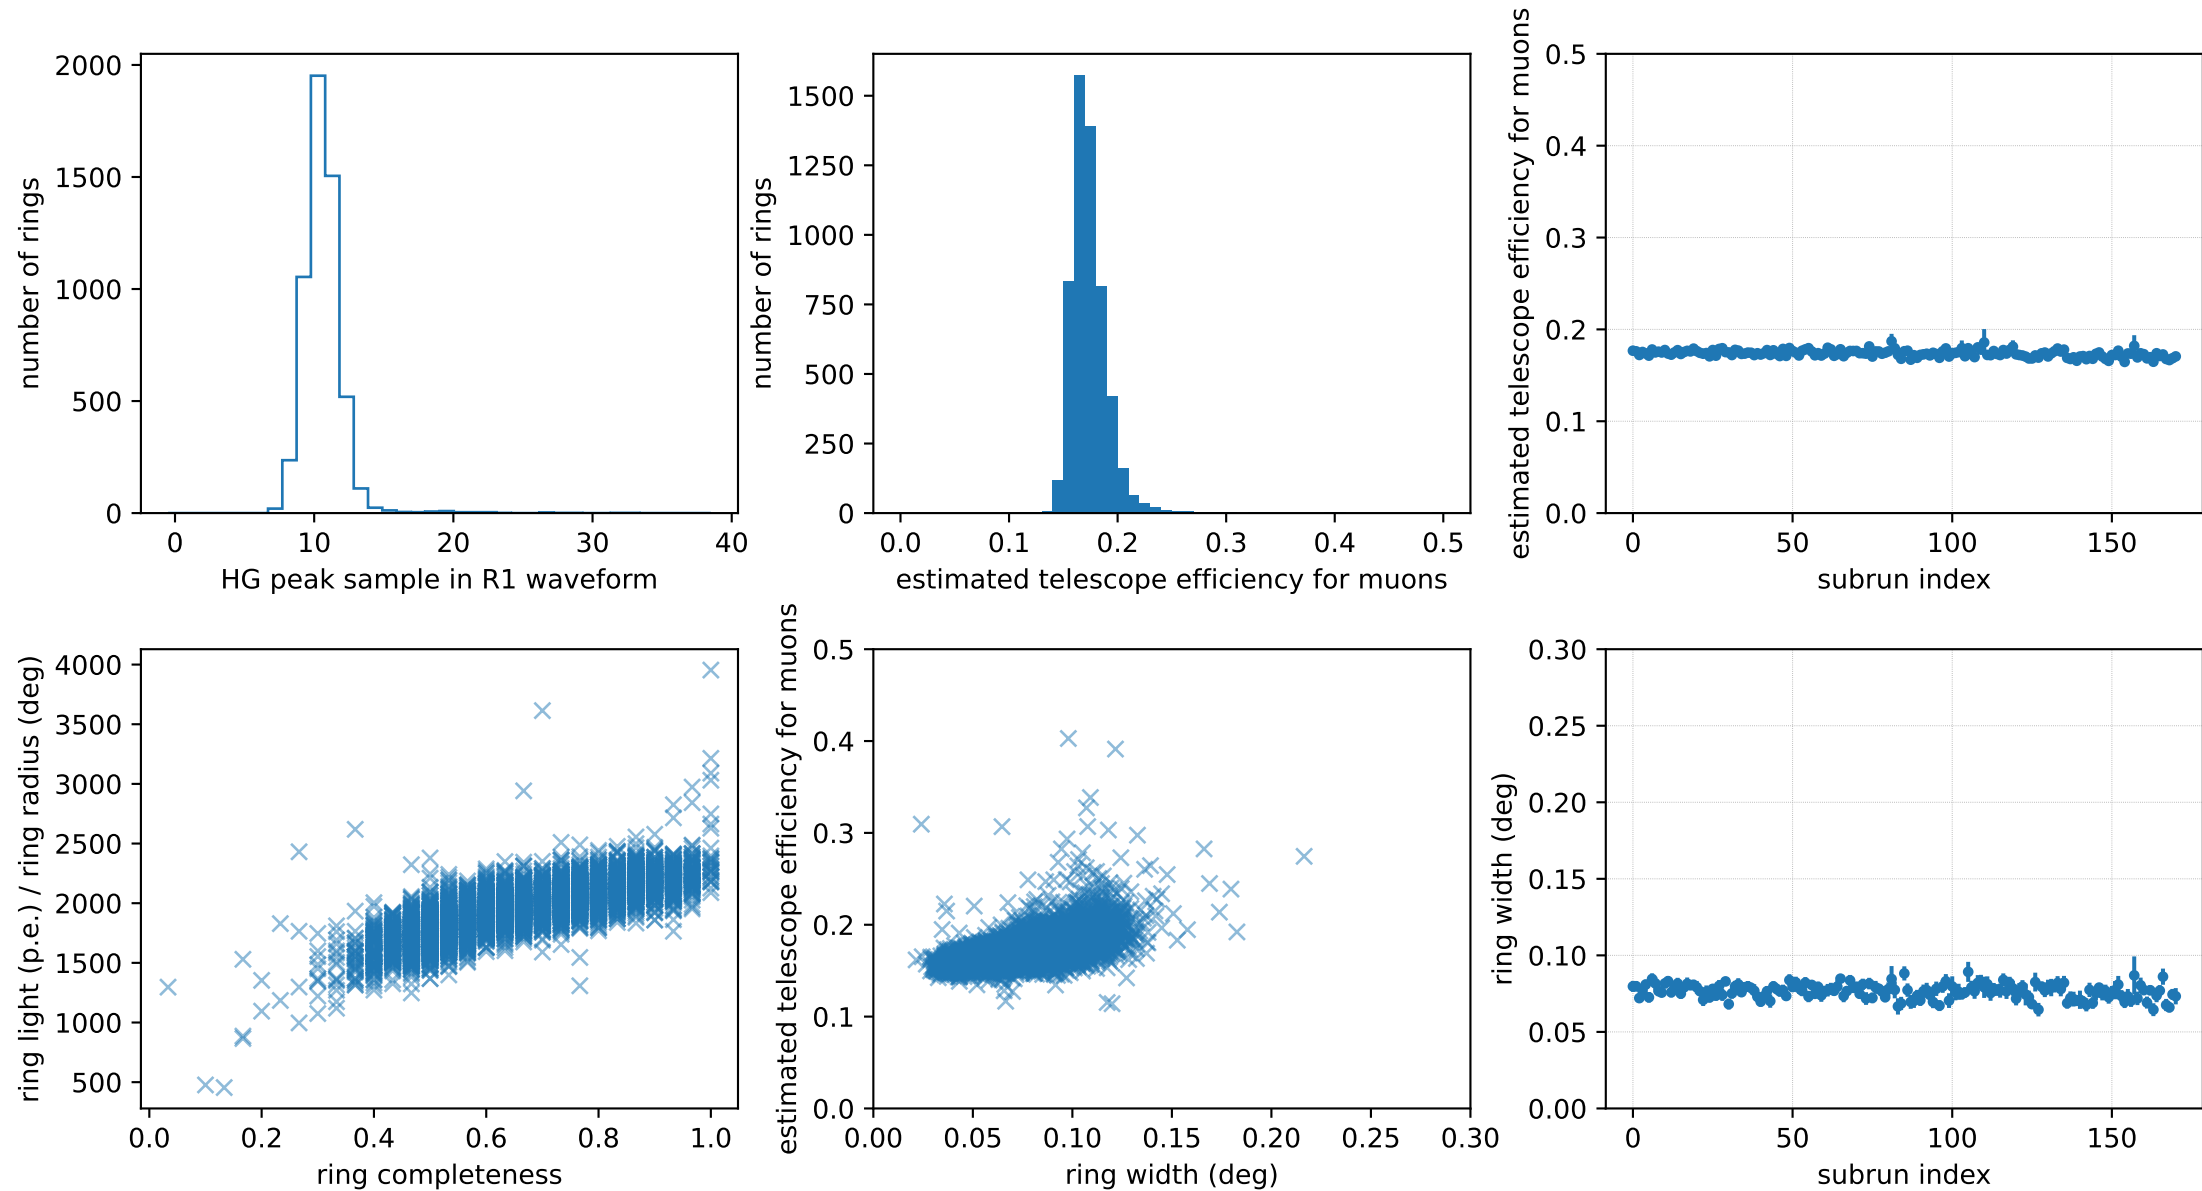 number of rings
2000
1500
1000
500
0
0 10 20 30 40
HG peak sample in R1 waveform
number of rings
1500
1250
1000
750
500
250
0
0.0 0.1 0.2 0.3 0.4 0.5
estimated telescope efficiency for muons
estimated telescope efficiency for muons
0.5
0.4
0.3
0.2
0.1
0.0
0 50 100 150
subrun index
ring light (p.e.) / ring radius (deg)
4000
3500
3000
2500
2000
1500
1000
500
0.0 0.2 0.4 0.6 0.8 1.0
ring completeness
estimated telescope efficiency for muons
0.5
0.4
0.3
0.2
0.1
0.0
0.00 0.05 0.10 0.15 0.20 0.25 0.30
ring width (deg)
ring width (deg)
0.30
0.25
0.20
0.15
0.10
0.05
0.00
0 50 100 150
subrun index